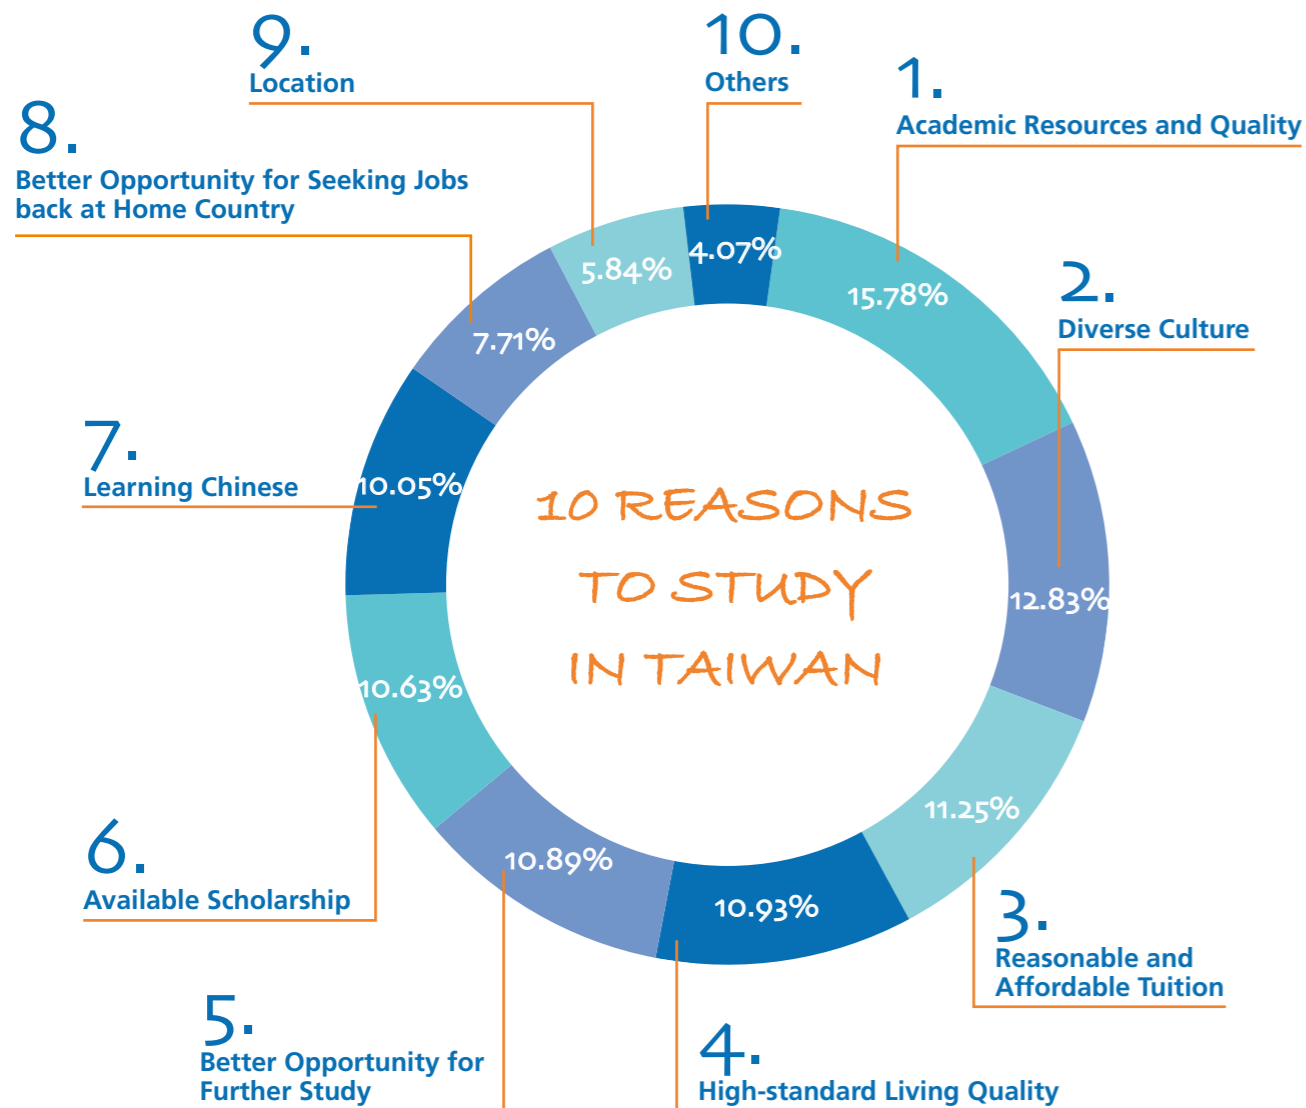 10 REASONS
TO STUDY
IN TAIWAN
1.
Academic Resources and Quality
15.78%
2.
Diverse Culture
12.83%
3.
Reasonable and
Affordable Tuition
11.25%
4.
High-standard Living Quality
10.93%
5.
Better Opportunity for
Further Study
10.89%
6.
Available Scholarship
10.63%
7.
Learning Chinese
10.05%
8.
Better Opportunity for Seeking Jobs
back at Home Country
7.71%
9.
Location
5.84%
10.
Others
4.07%